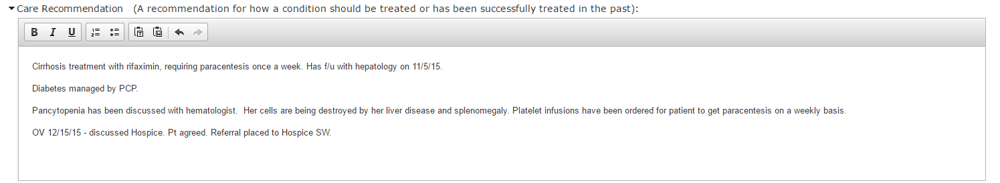 Care Recommendation (A recommendation for how a condition should be treated or has been successfully treated in the past):
B I U
Cirrhosis treatment with rifaximin, requiring paracentesis once a week. Has f/u with hepatology on 11/5/15.
Diabetes managed by PCP.
Pancytopenia has been discussed with hematologist.  Her cells are being destroyed by her liver disease and splenomegaly. Platelet infusions have been ordered for patient to get paracentesis on a weekly basis.
OV 12/15/15 - discussed Hospice. Pt agreed. Referral placed to Hospice SW.